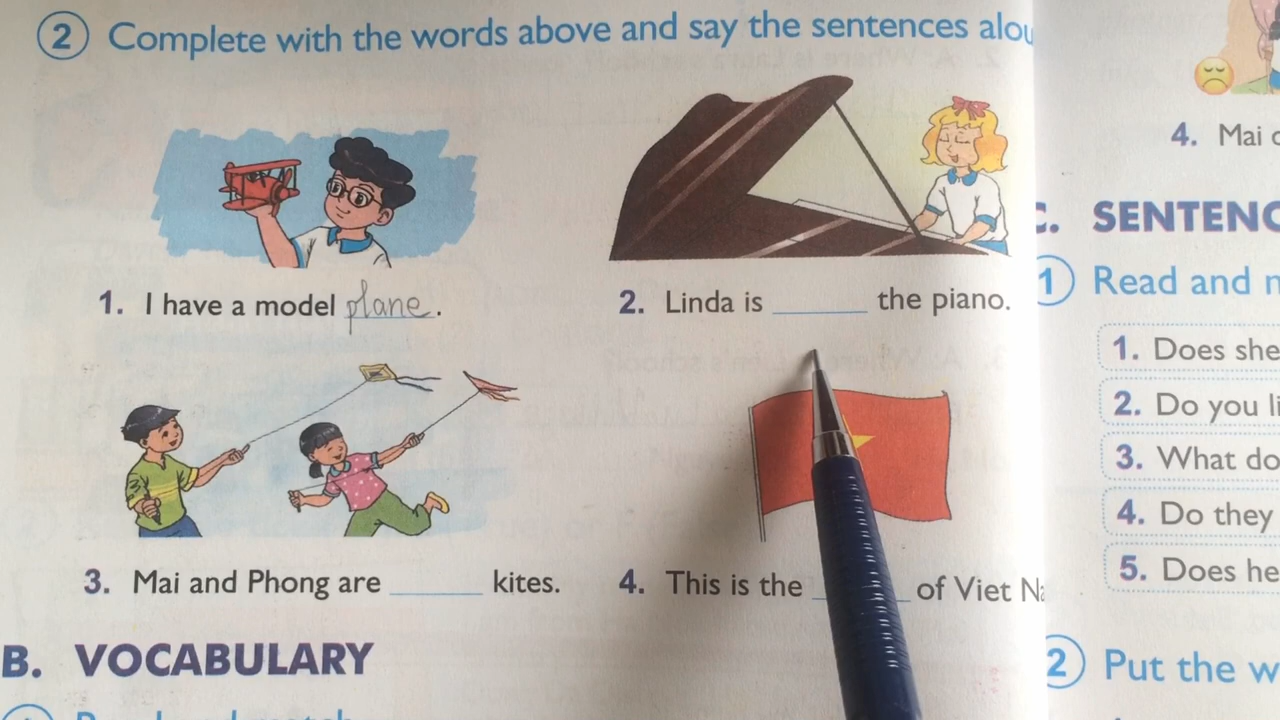 2 Complete with the words above and say the sentences alou
1. I have a model plane.
2. Linda is ______ the piano.
3. Mai and Phong are ______ kites.
4. This is the ______ of Viet Na
B. VOCABULARY
4. Mai
C. SENTENC
1 Read and
1. Does she
2. Do you li
3. What do
4. Do they
5. Does he
2 Put the w